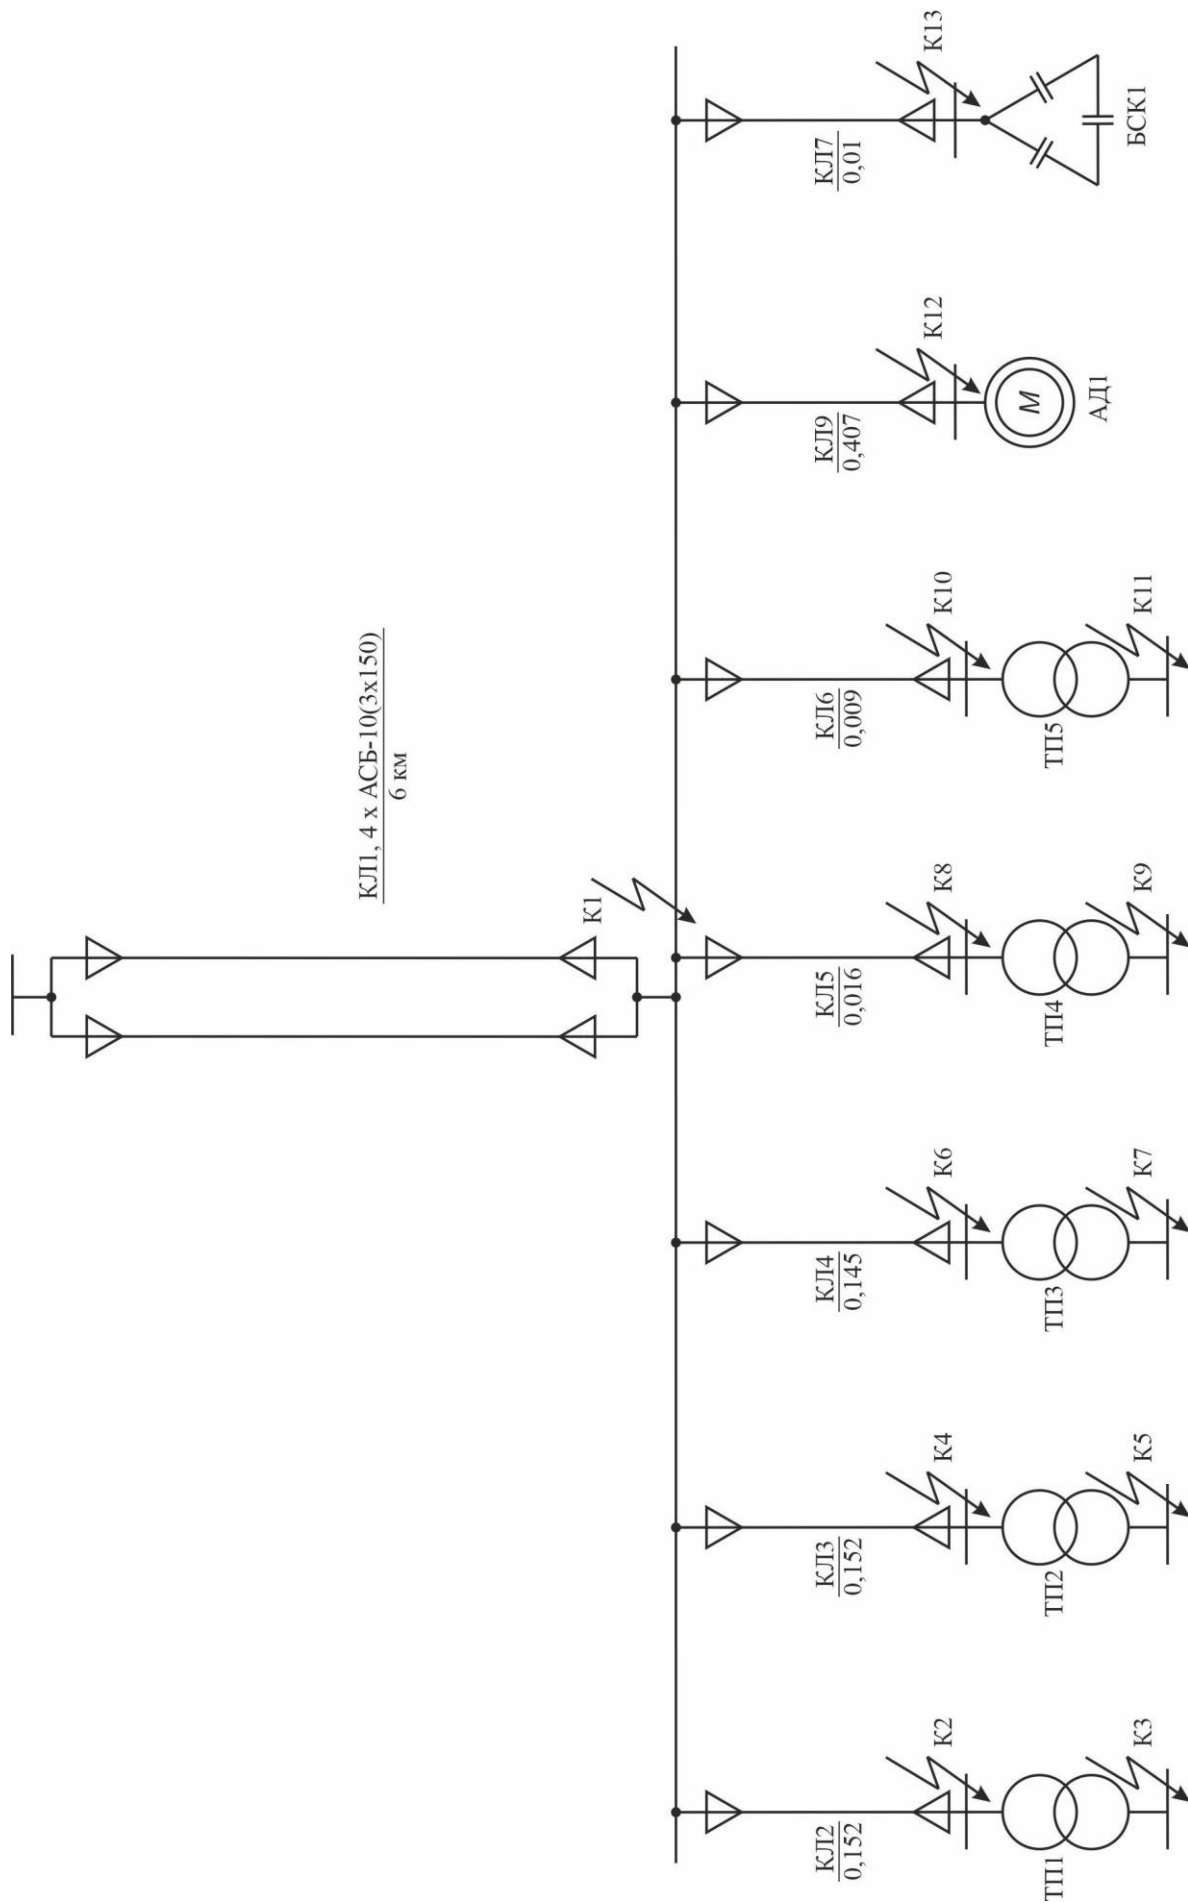 КЛ1, 4 x АСБ-10(3x150)
6 км
К1
КЛ2
0,152
К2
ТП1
К3
КЛ3
0,152
К4
ТП2
К5
КЛ4
0,145
К6
ТП3
К7
КЛ5
0,016
К8
ТП4
К9
КЛ6
0,009
К10
ТП5
К11
КЛ9
0,407
К12
М
АД1
КЛ7
0,01
К13
БСК1